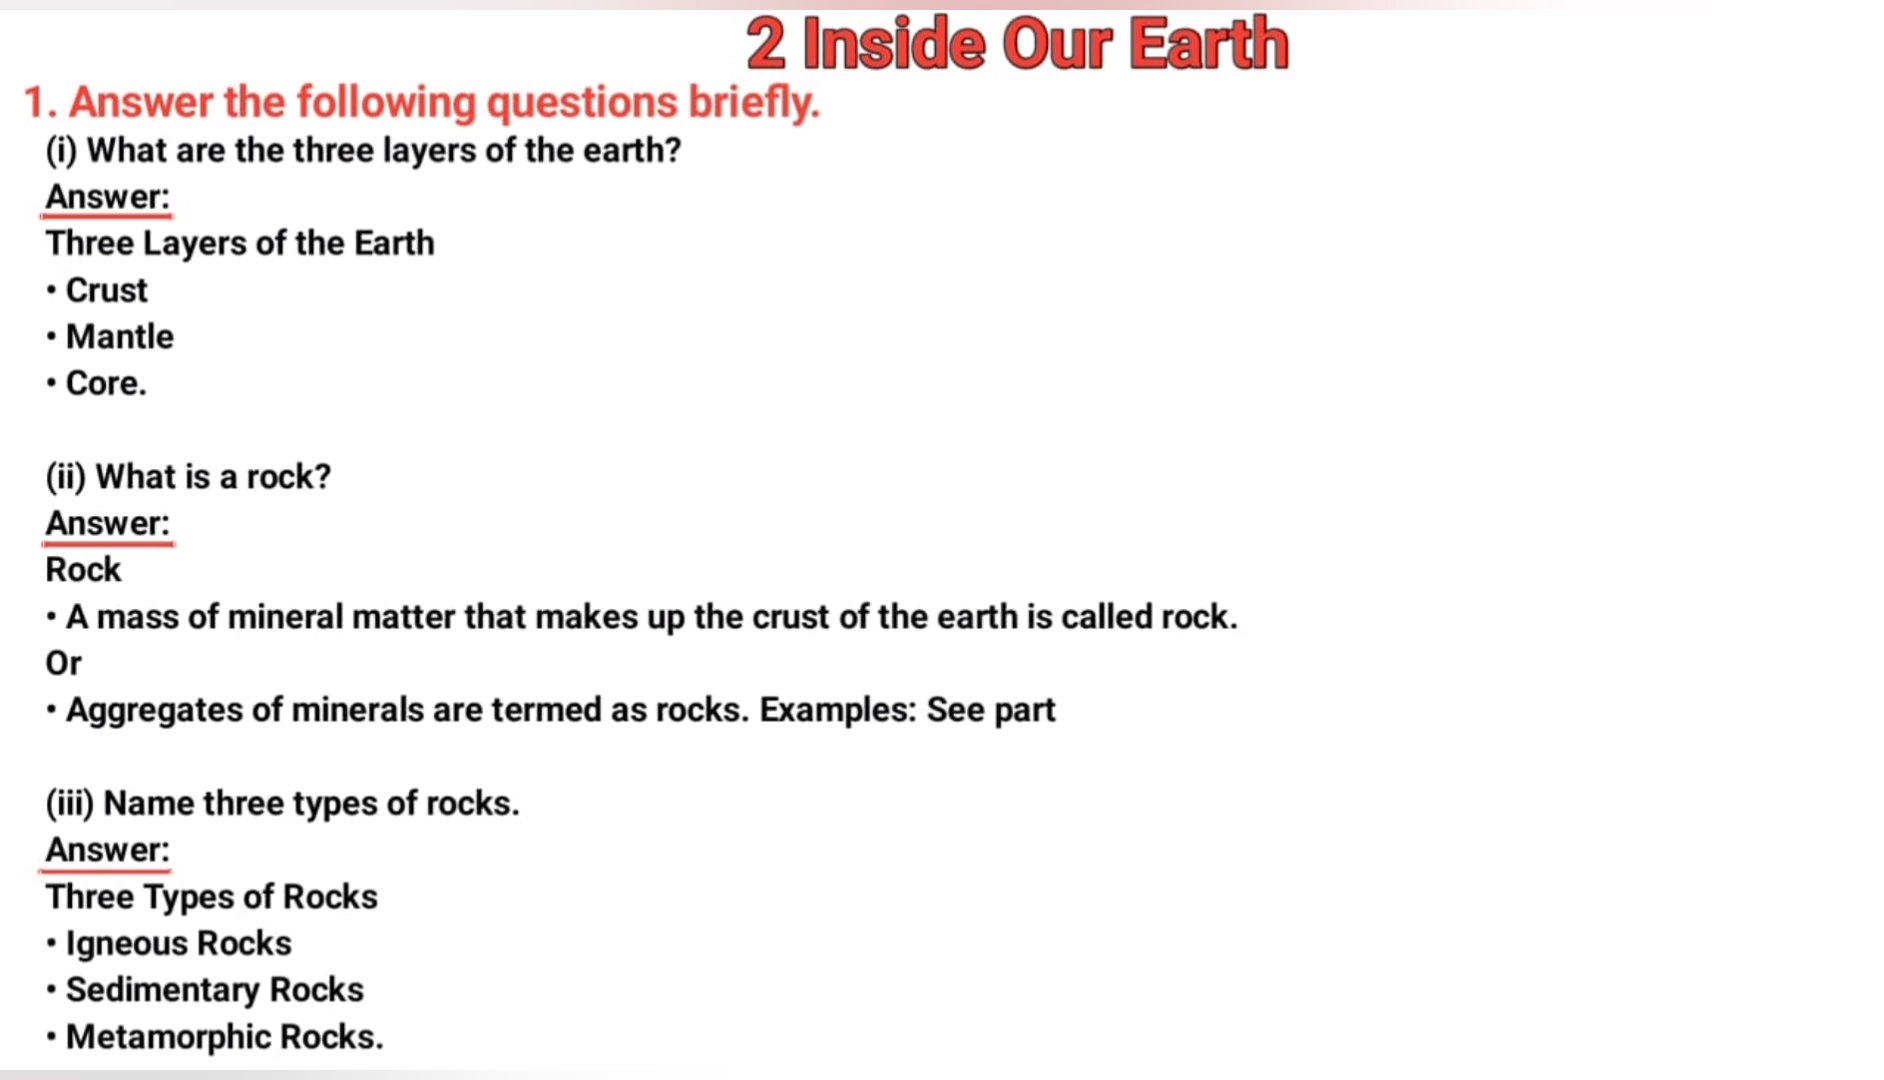 2 Inside Our Earth
1. Answer the following questions briefly.
(i) What are the three layers of the earth?
Answer:
Three Layers of the Earth
• Crust
• Mantle
• Core.
(ii) What is a rock?
Answer:
Rock
• A mass of mineral matter that makes up the crust of the earth is called rock.
Or
• Aggregates of minerals are termed as rocks. Examples: See part
(iii) Name three types of rocks.
Answer:
Three Types of Rocks
• Igneous Rocks
• Sedimentary Rocks
• Metamorphic Rocks.